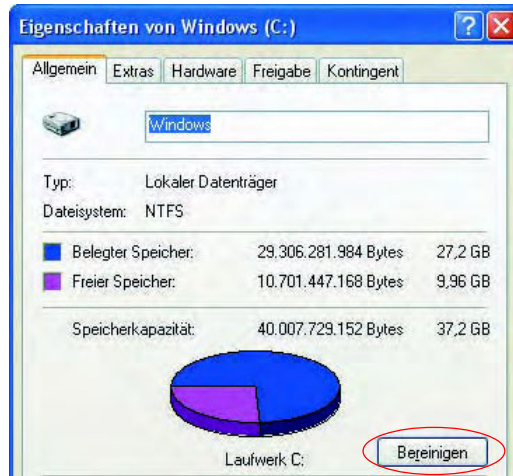 Eigenschaften von Windows (C:)
Allgemein Extras Hardware Freigabe Kontingent
Windows
Typ: Lokaler Datenträger
Dateisystem: NTFS
Belegter Speicher: 29.306.281.984 Bytes 27,2 GB
Freier Speicher: 10.701.447.168 Bytes 9,96 GB
Speicherkapazität: 40.007.729.152 Bytes 37,2 GB
Laufwerk C: Bereinigen